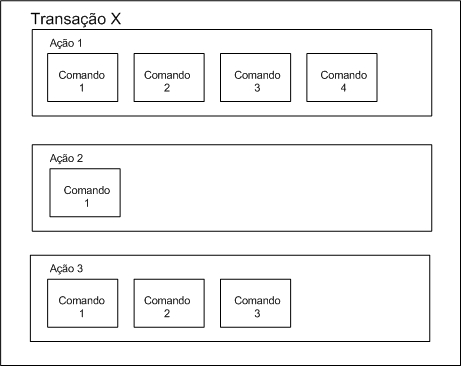 Transação X
Ação 1
Comando
1
Comando
2
Comando
3
Comando
4
Ação 2
Comando
1
Ação 3
Comando
1
Comando
2
Comando
3